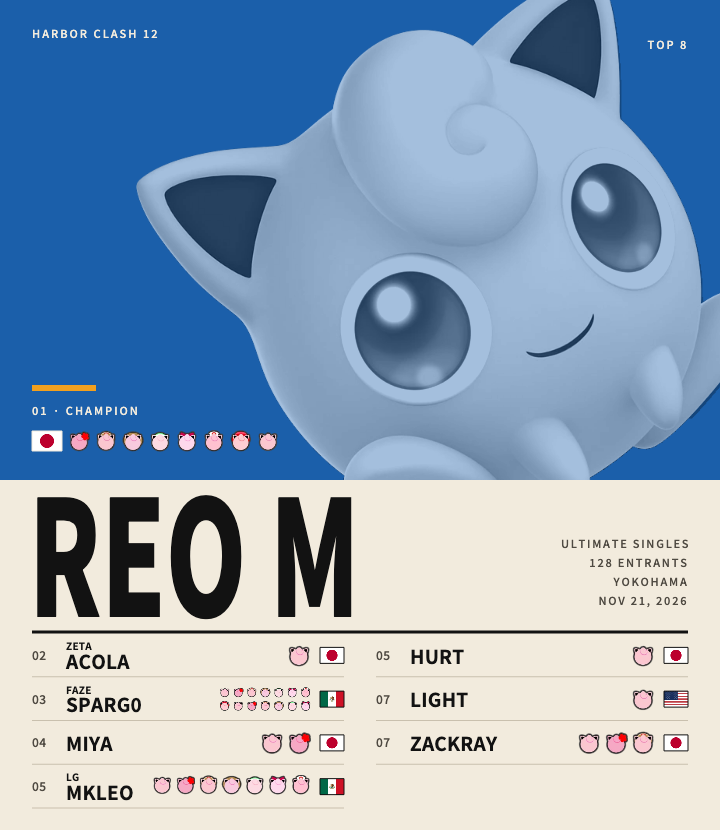 HARBOR CLASH 12
TOP 8
01 · CHAMPION
REO M
ULTIMATE SINGLES
128 ENTRANTS
YOKOHAMA
NOV 21, 2026
02 ZETA ACOLA
03 FAZE SPARG0
04 MIYA
05 LG MKLEO
05 HURT
07 LIGHT
07 ZACKRAY